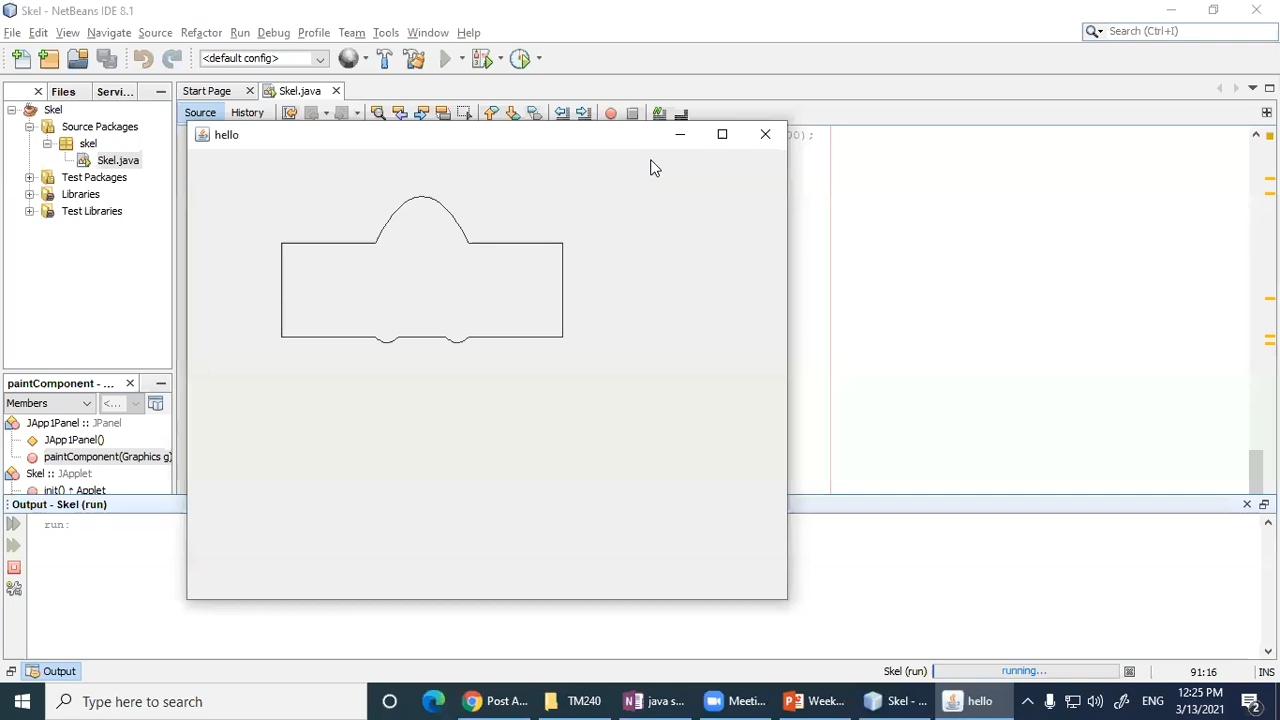 Skel - NetBeans IDE 8.1
File Edit View Navigate Source Refactor Run Debug Profile Team Tools Window Help
Search (Ctrl+I)
<default config>
Files Servi...
Start Page Skel.java
Skel
Source Packages
skel
Skel.java
Test Packages
Libraries
Test Libraries
Source History
hello
00);
paintComponent - ...
Members <...
JApp1Panel :: JPanel
JApp1Panel()
paintComponent(Graphics g)
Skel :: JApplet
init() ↑ Applet
Output - Skel (run)
run:
Output
Skel (run) running... 91:16 INS
Type here to search
Post A... TM240 java s... Meeti... Week... Skel - ... hello
ENG
12:25 PM
3/13/2021
2